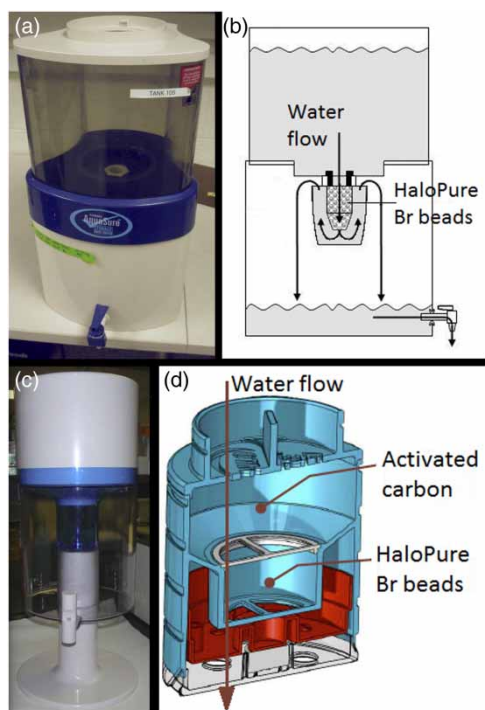 (a)
TANK 105
AquaSure
(b)
Water
flow
HaloPure
Br beads
(c)
(d)
Water flow
Activated
carbon
HaloPure
Br beads